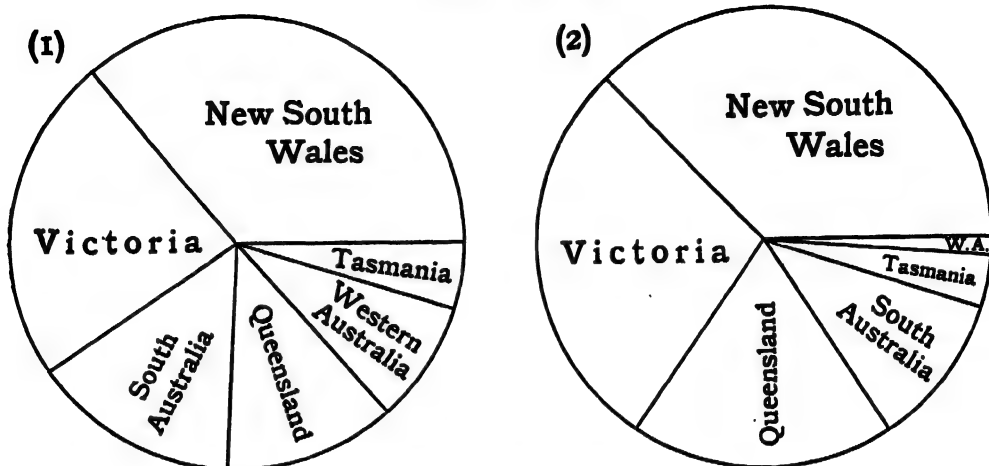 (1)
New South
Wales
Victoria
Tasmania
Western
Australia
Queensland
South
Australia
(2)
New South
Wales
Victoria
W.A.
Tasmania
South
Australia
Queensland